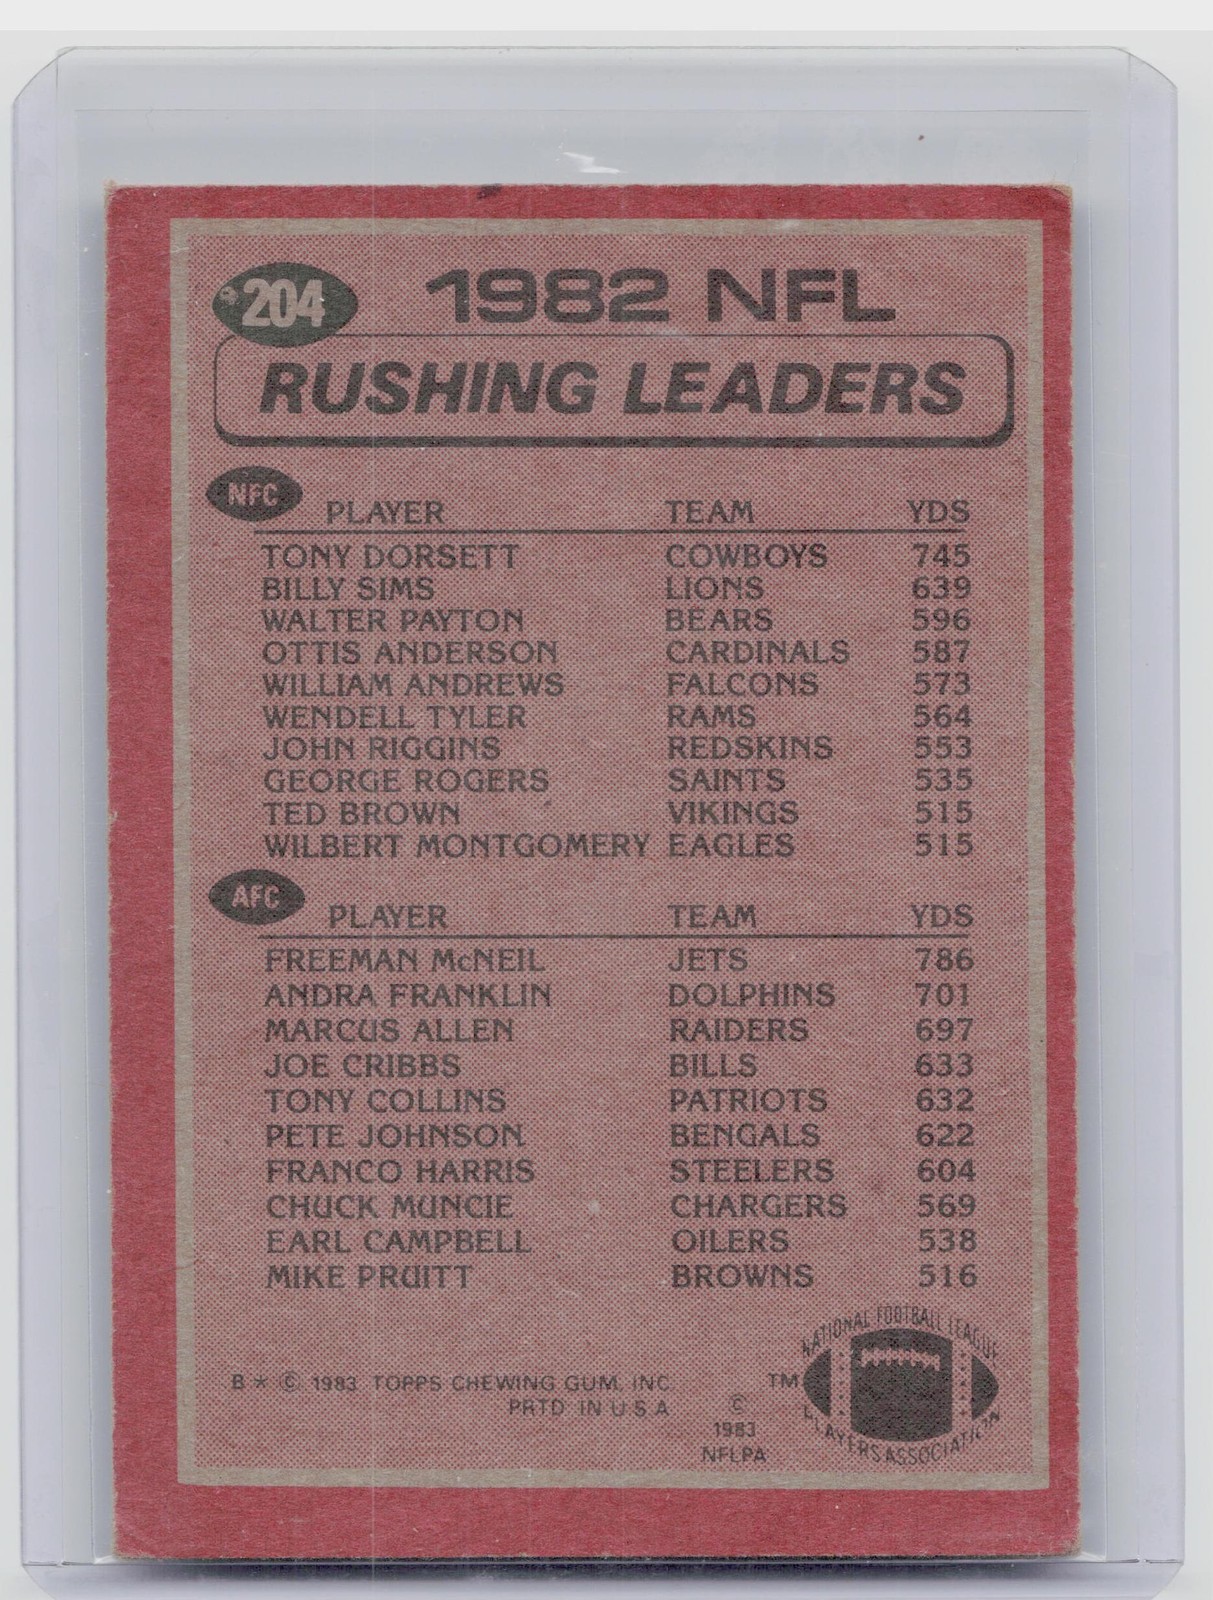 204
1982 NFL
RUSHING LEADERS
NFC
PLAYER TEAM YDS
TONY DORSETT COWBOYS 745
BILLY SIMS LIONS 639
WALTER PAYTON BEARS 596
OTTIS ANDERSON CARDINALS 587
WILLIAM ANDREWS FALCONS 573
WENDELL TYLER RAMS 564
JOHN RIGGINS REDSKINS 553
GEORGE ROGERS SAINTS 535
TED BROWN VIKINGS 515
WILBERT MONTGOMERY EAGLES 515
AFC
PLAYER TEAM YDS
FREEMAN McNEIL JETS 786
ANDRA FRANKLIN DOLPHINS 701
MARCUS ALLEN RAIDERS 697
JOE CRIBBS BILLS 633
TONY COLLINS PATRIOTS 632
PETE JOHNSON BENGALS 622
FRANCO HARRIS STEELERS 604
CHUCK MUNCIE CHARGERS 569
EARL CAMPBELL OILERS 538
MIKE PRUITT BROWNS 516
B * © 1983 TOPPS CHEWING GUM, INC.
PRTD IN U.S.A.
©
1983
NFLPA
TM
NATIONAL FOOTBALL LEAGUE
PLAYERS ASSOCIATION